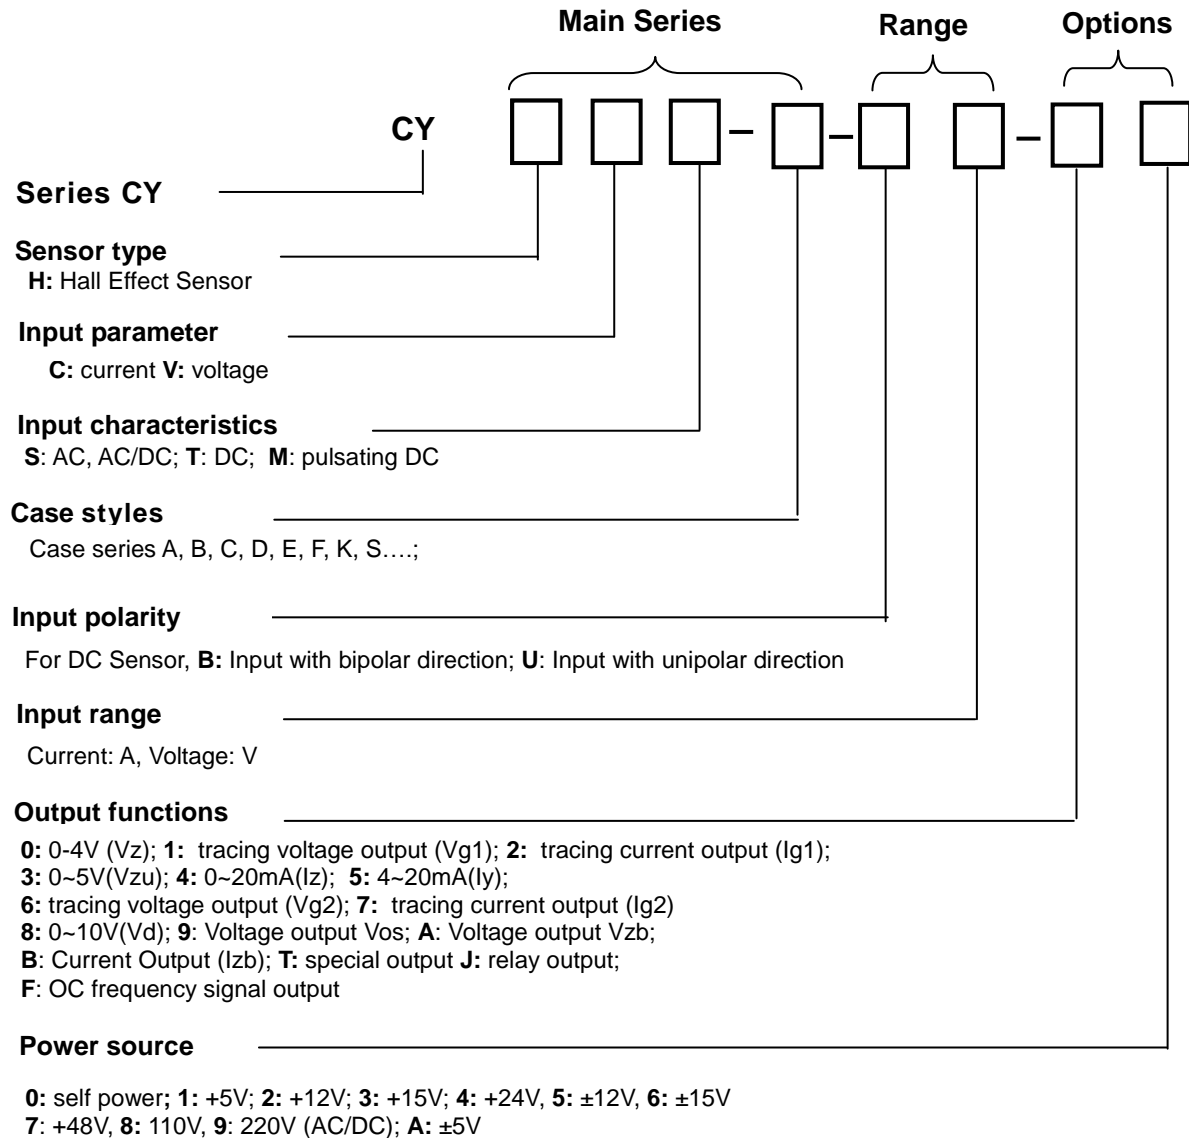 Main Series
Range
Options
CY
Series CY
Sensor type
H: Hall Effect Sensor
Input parameter
C: current V: voltage
Input characteristics
S: AC, AC/DC; T: DC; M: pulsating DC
Case styles
Case series A, B, C, D, E, F, K, S….;
Input polarity
For DC Sensor, B: Input with bipolar direction; U: Input with unipolar direction
Input range
Current: A, Voltage: V
Output functions
0: 0-4V (Vz); 1: tracing voltage output (Vg1); 2: tracing current output (Ig1);
3: 0~5V(Vzu); 4: 0~20mA(Iz); 5: 4~20mA(Iy);
6: tracing voltage output (Vg2); 7: tracing current output (Ig2)
8: 0~10V(Vd); 9: Voltage output Vos; A: Voltage output Vzb;
B: Current Output (Izb); T: special output J: relay output;
F: OC frequency signal output
Power source
0: self power; 1: +5V; 2: +12V; 3: +15V; 4: +24V, 5: ±12V, 6: ±15V
7: +48V, 8: 110V, 9: 220V (AC/DC); A: ±5V